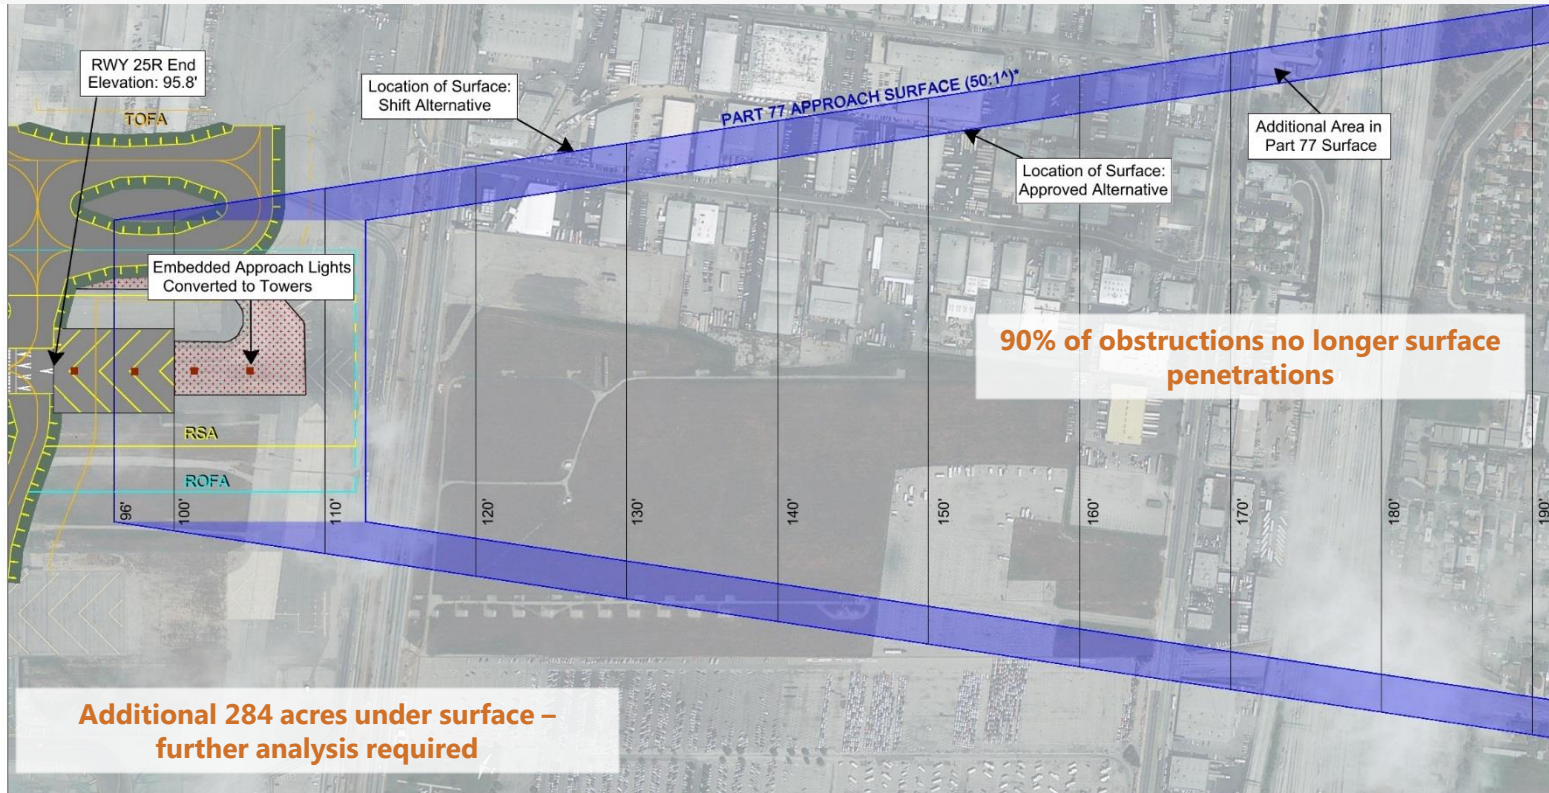 RWY 25R End
Elevation: 95.8'
TOFA
Location of Surface:
Shift Alternative
PART 77 APPROACH SURFACE (50:1^)*
Additional Area in
Part 77 Surface
Location of Surface:
Approved Alternative
Embedded Approach Lights
Converted to Towers
90% of obstructions no longer surface
penetrations
RSA
ROFA
96'
100'
110'
120'
130'
140'
150'
160'
170'
180'
190'
Additional 284 acres under surface –
further analysis required